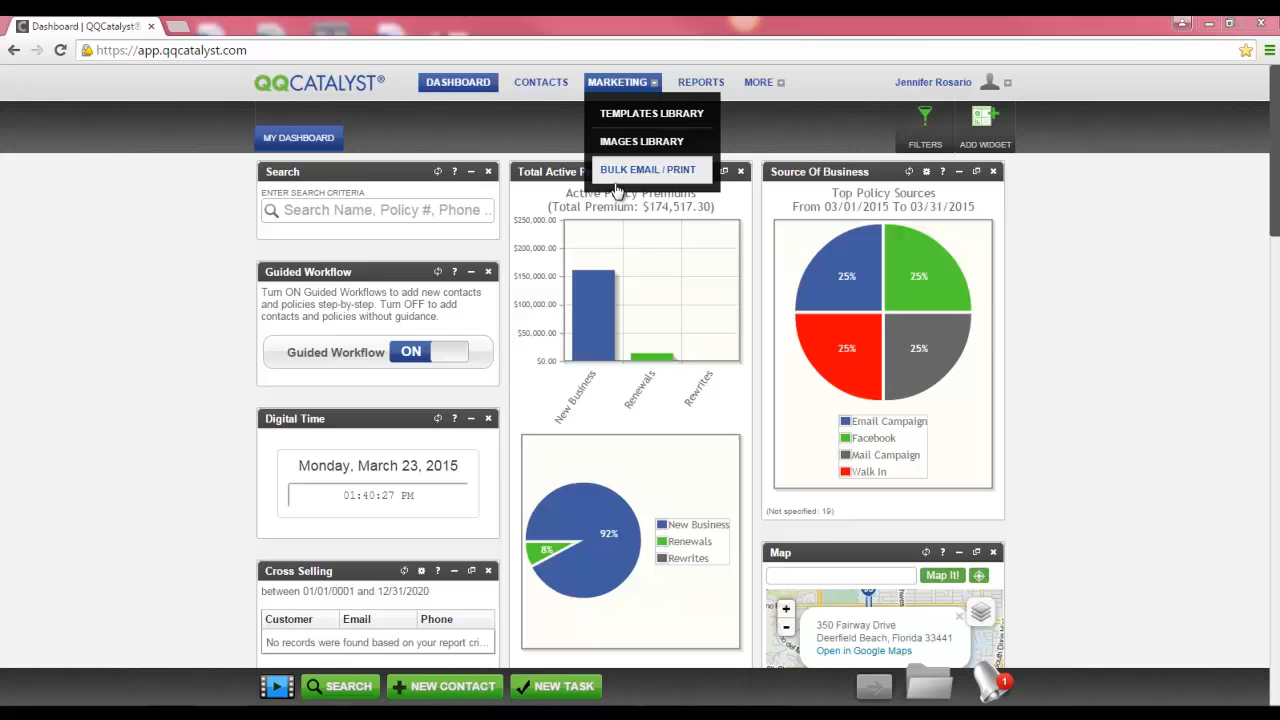 Dashboard | QQCatalyst®
https://app.qqcatalyst.com
QQCATALYST®
DASHBOARD
CONTACTS
MARKETING
REPORTS
MORE
Jennifer Rosario
TEMPLATES LIBRARY
IMAGES LIBRARY
BULK EMAIL / PRINT
MY DASHBOARD
FILTERS
ADD WIDGET
Search
ENTER SEARCH CRITERIA
Search Name, Policy #, Phone ..
Guided Workflow
Turn ON Guided Workflows to add new contacts
and policies step-by-step. Turn OFF to add
contacts and policies without guidance.
Guided Workflow ON
Digital Time
Monday, March 23, 2015
01:40:27 PM
Cross Selling
between 01/01/0001 and 12/31/2020
Customer Email Phone
No records were found based on your report cri...
Total Active P
Active Policy Premiums
(Total Premium: $174,517.30)
$250,000.00
$200,000.00
$150,000.00
$100,000.00
$50,000.00
$0.00
New Business
Renewals
Rewrites
92%
8%
New Business
Renewals
Rewrites
Source Of Business
Top Policy Sources
From 03/01/2015 To 03/31/2015
25% 25%
25% 25%
Email Campaign
Facebook
Mail Campaign
Walk In
(Not specified: 19)
Map
Map It!
+
-
350 Fairway Drive
Deerfield Beach, Florida 33441
Open in Google Maps
SEARCH
NEW CONTACT
NEW TASK
1